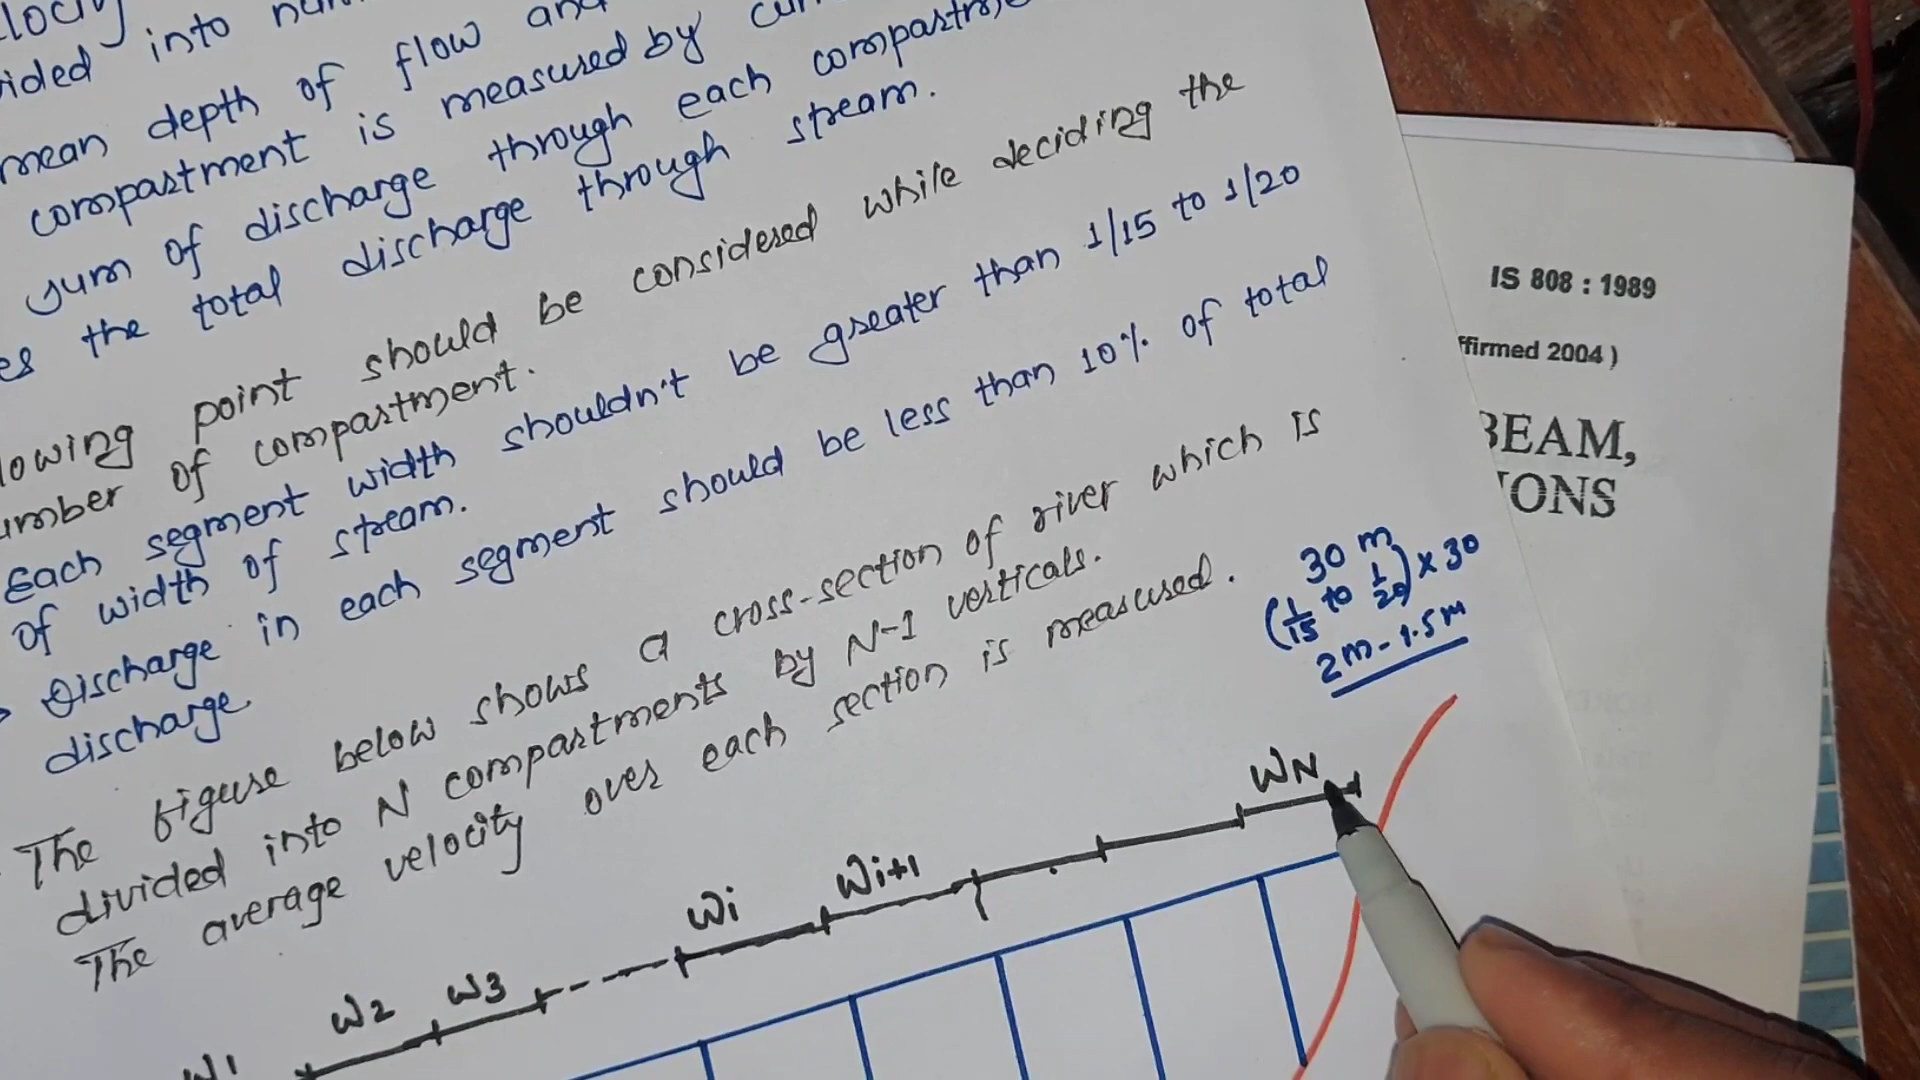 into
mean depth of flow and
compartment is measured by
sum of discharge through each
es the total discharge through stream.
lowing point should be considered while deciding the
umber of compartment.
Each segment width shouldn't be greater than 1/15 to 1/20
of width of stream.
Discharge in each segment should be less than 10% of total
discharge
The figure below shows a cross-section of river which is
divided into N compartments by N-1 verticals.
The average velocity over each section is measured.
30 m
(1/15 to 1/20) × 30
2m - 1.5m
W1
W2
W3
Wi
Wi+1
WN
IS 808 : 1989
ffirmed 2004 )
BEAM,
IONS